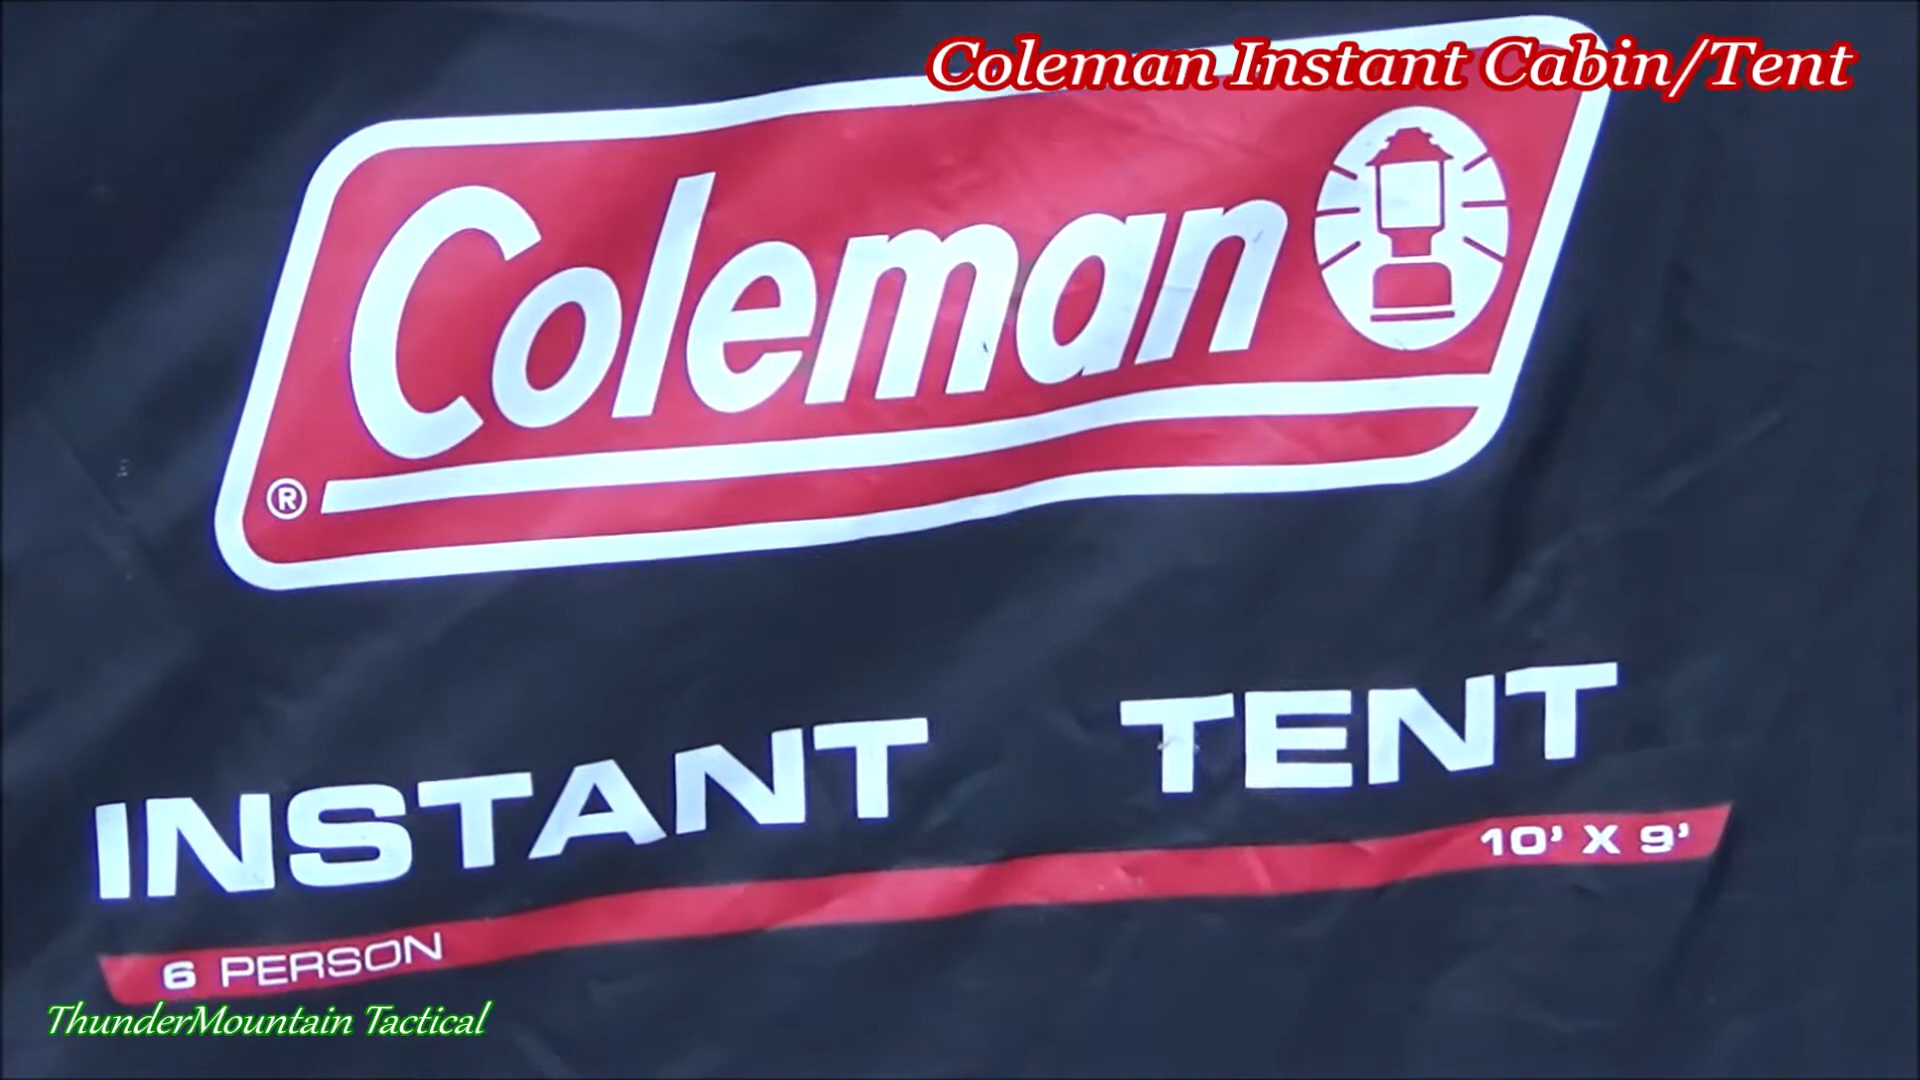 Coleman Instant Cabin/Tent
Coleman
®
INSTANT TENT
10' X 9'
6 PERSON
ThunderMountain Tactical